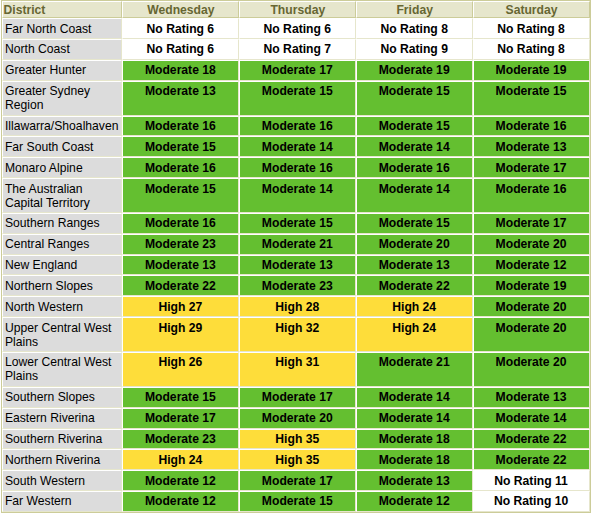 District Wednesday Thursday Friday Saturday
Far North Coast No Rating 6 No Rating 6 No Rating 8 No Rating 8
North Coast No Rating 6 No Rating 7 No Rating 9 No Rating 8
Greater Hunter Moderate 18 Moderate 17 Moderate 19 Moderate 19
Greater Sydney Moderate 13 Moderate 15 Moderate 15 Moderate 15
Region
Illawarra/Shoalhaven Moderate 16 Moderate 16 Moderate 15 Moderate 16
Far South Coast Moderate 15 Moderate 14 Moderate 14 Moderate 13
Monaro Alpine Moderate 16 Moderate 16 Moderate 16 Moderate 17
The Australian Moderate 15 Moderate 14 Moderate 14 Moderate 16
Capital Territory
Southern Ranges Moderate 16 Moderate 15 Moderate 15 Moderate 17
Central Ranges Moderate 23 Moderate 21 Moderate 20 Moderate 20
New England Moderate 13 Moderate 13 Moderate 13 Moderate 12
Northern Slopes Moderate 22 Moderate 23 Moderate 22 Moderate 19
North Western High 27 High 28 High 24 Moderate 20
Upper Central West High 29 High 32 High 24 Moderate 20
Plains
Lower Central West High 26 High 31 Moderate 21 Moderate 20
Plains
Southern Slopes Moderate 15 Moderate 17 Moderate 14 Moderate 13
Eastern Riverina Moderate 17 Moderate 20 Moderate 14 Moderate 14
Southern Riverina Moderate 23 High 35 Moderate 18 Moderate 22
Northern Riverina High 24 High 35 Moderate 18 Moderate 22
South Western Moderate 12 Moderate 17 Moderate 13 No Rating 11
Far Western Moderate 12 Moderate 15 Moderate 12 No Rating 10